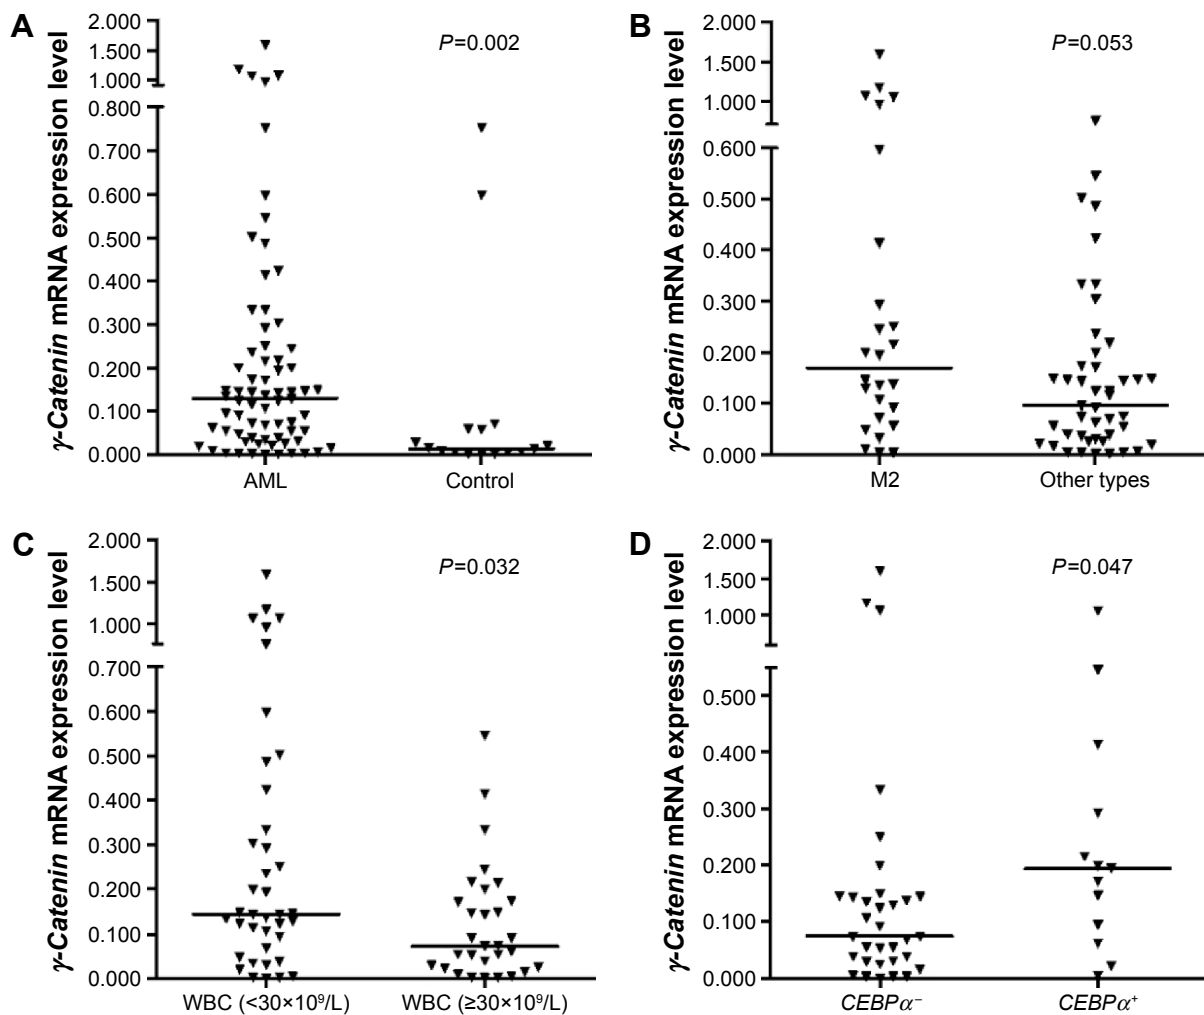 A
γ-Catenin mRNA expression level
2.000
1.500
1.000
0.800
0.700
0.600
0.500
0.400
0.300
0.200
0.100
0.000
P=0.002
AML
Control
B
γ-Catenin mRNA expression level
2.000
1.500
1.000
0.600
0.500
0.400
0.300
0.200
0.100
0.000
P=0.053
M2
Other types
C
γ-Catenin mRNA expression level
2.000
1.500
1.000
0.700
0.600
0.500
0.400
0.300
0.200
0.100
0.000
P=0.032
WBC (<30×10⁹/L)
WBC (≥30×10⁹/L)
D
γ-Catenin mRNA expression level
2.000
1.500
1.000
0.500
0.400
0.300
0.200
0.100
0.000
P=0.047
CEBPα⁻
CEBPα⁺